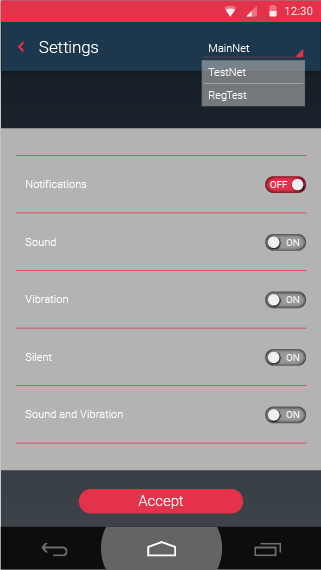 12:30
Settings
MainNet
TestNet
RegTest
Notifications OFF
Sound ON
Vibration ON
Silent ON
Sound and Vibration ON
Accept